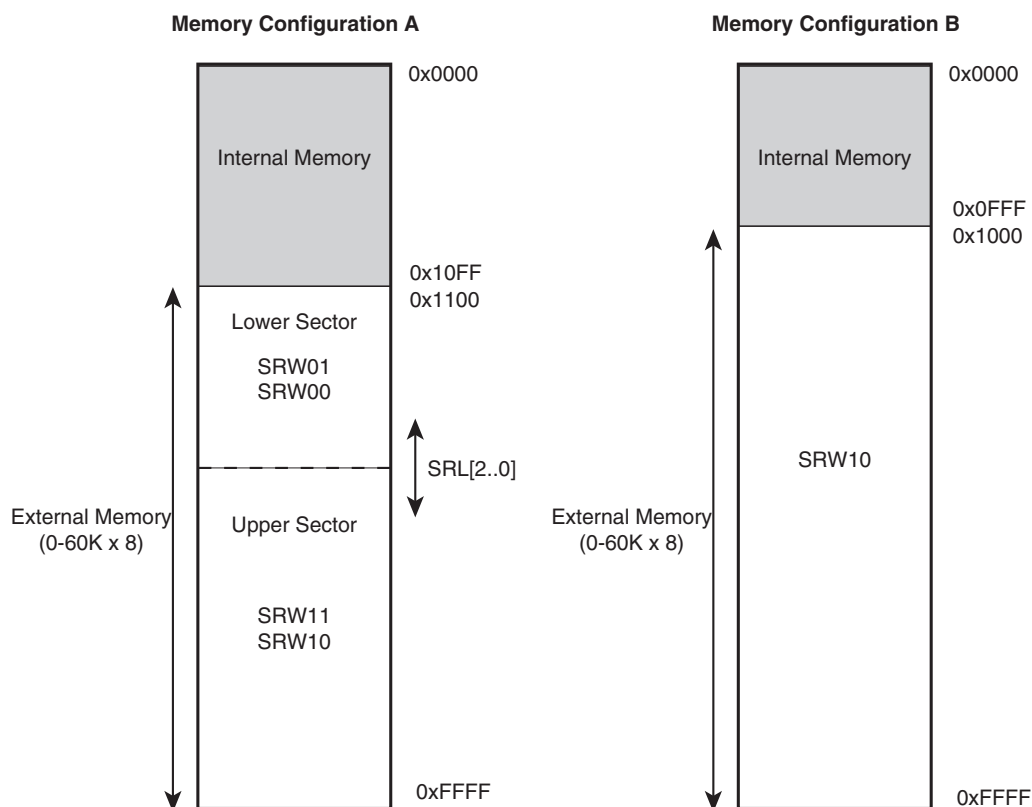 Memory Configuration A
0x0000
Internal Memory
0x10FF
0x1100
Lower Sector
SRW01
SRW00
SRL[2..0]
External Memory
(0-60K x 8)
Upper Sector
SRW11
SRW10
0xFFFF
Memory Configuration B
0x0000
Internal Memory
0x0FFF
0x1000
SRW10
External Memory
(0-60K x 8)
0xFFFF